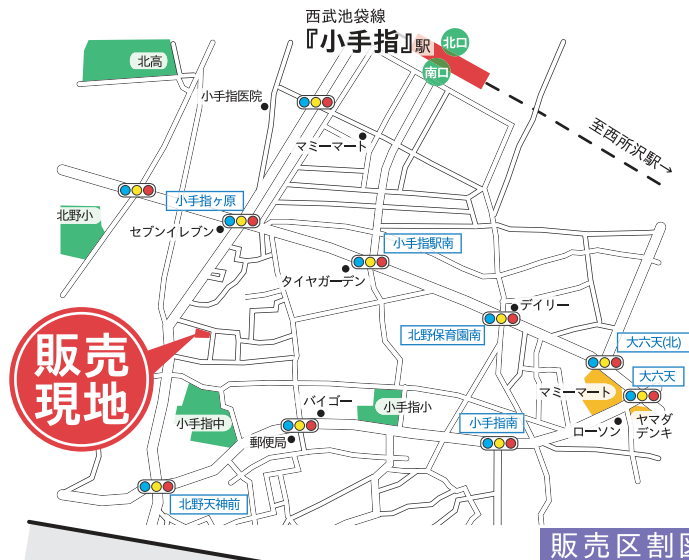 西武池袋線
『小手指』駅
北口
南口
北高
小手指医院
マミーマート
至西所沢駅→
小手指ヶ原
北野小
セブンイレブン
小手指駅南
タイヤガーデン
デイリー
北野保育園南
大六天(北)
大六天
販売
現地
マミーマート
バイゴー
小手指小
小手指中
小手指南
ローソン
ヤマダ
デンキ
郵便局
北野天神前
販売区割図